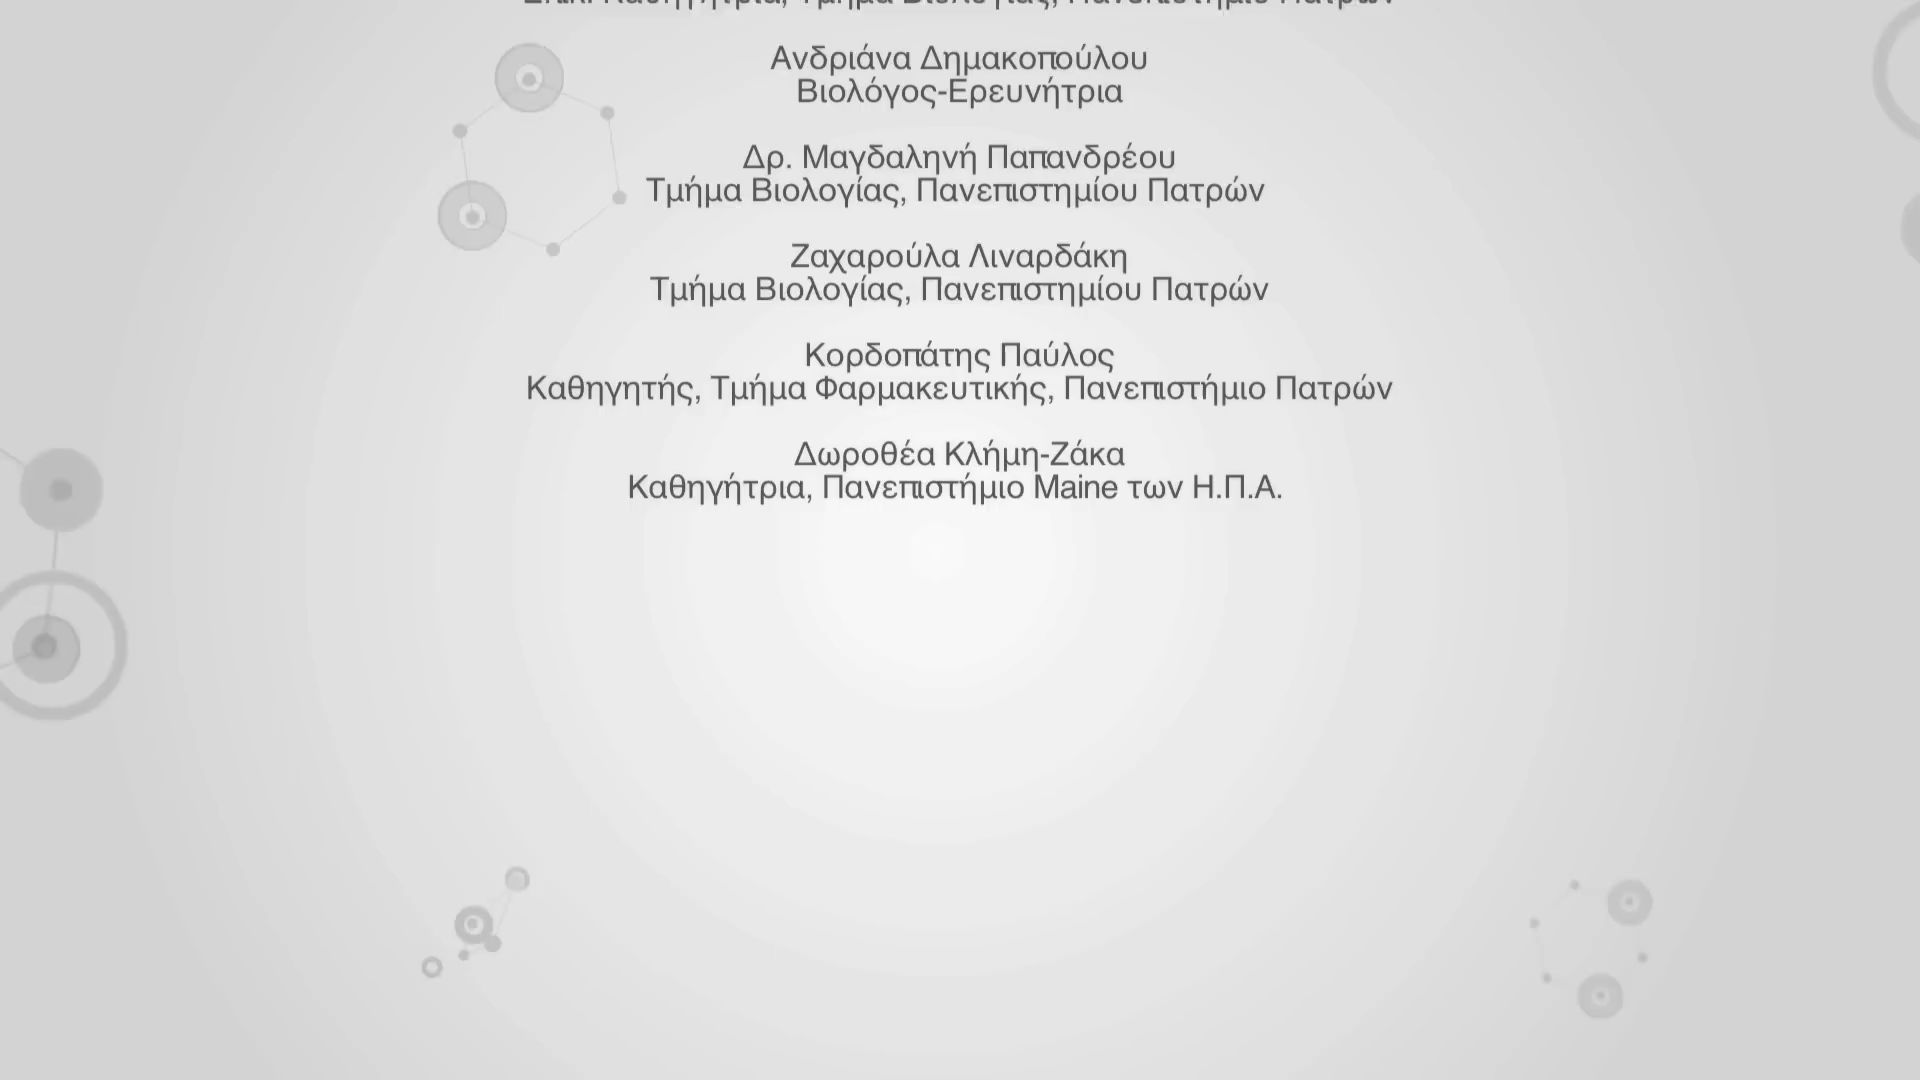 Ανδριάνα Δημακοπούλου
Βιολόγος-Ερευνήτρια
Δρ. Μαγδαληνή Παπανδρέου
Τμήμα Βιολογίας, Πανεπιστημίου Πατρών
Ζαχαρούλα Λιναρδάκη
Τμήμα Βιολογίας, Πανεπιστημίου Πατρών
Κορδοπάτης Παύλος
Καθηγητής, Τμήμα Φαρμακευτικής, Πανεπιστήμιο Πατρών
Δωροθέα Κλήμη-Ζάκα
Καθηγήτρια, Πανεπιστήμιο Maine των Η.Π.Α.